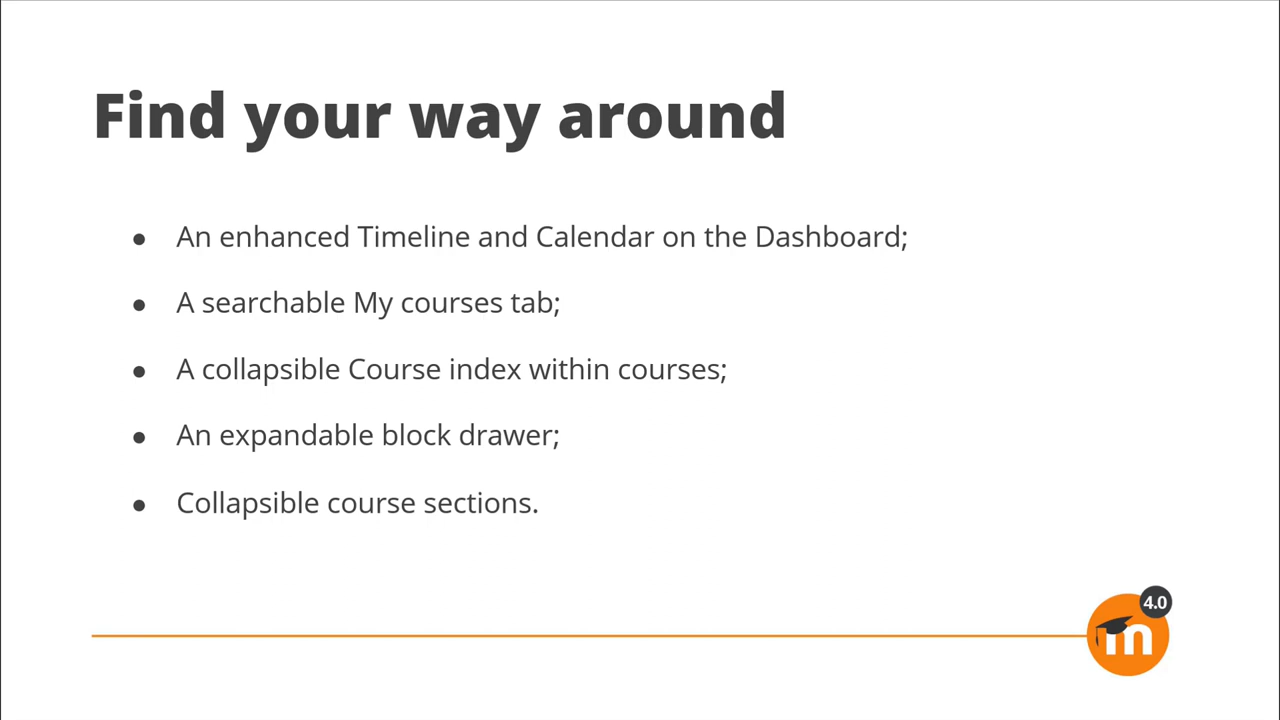 Find your way around
● An enhanced Timeline and Calendar on the Dashboard;
● A searchable My courses tab;
● A collapsible Course index within courses;
● An expandable block drawer;
● Collapsible course sections.
4.0
m